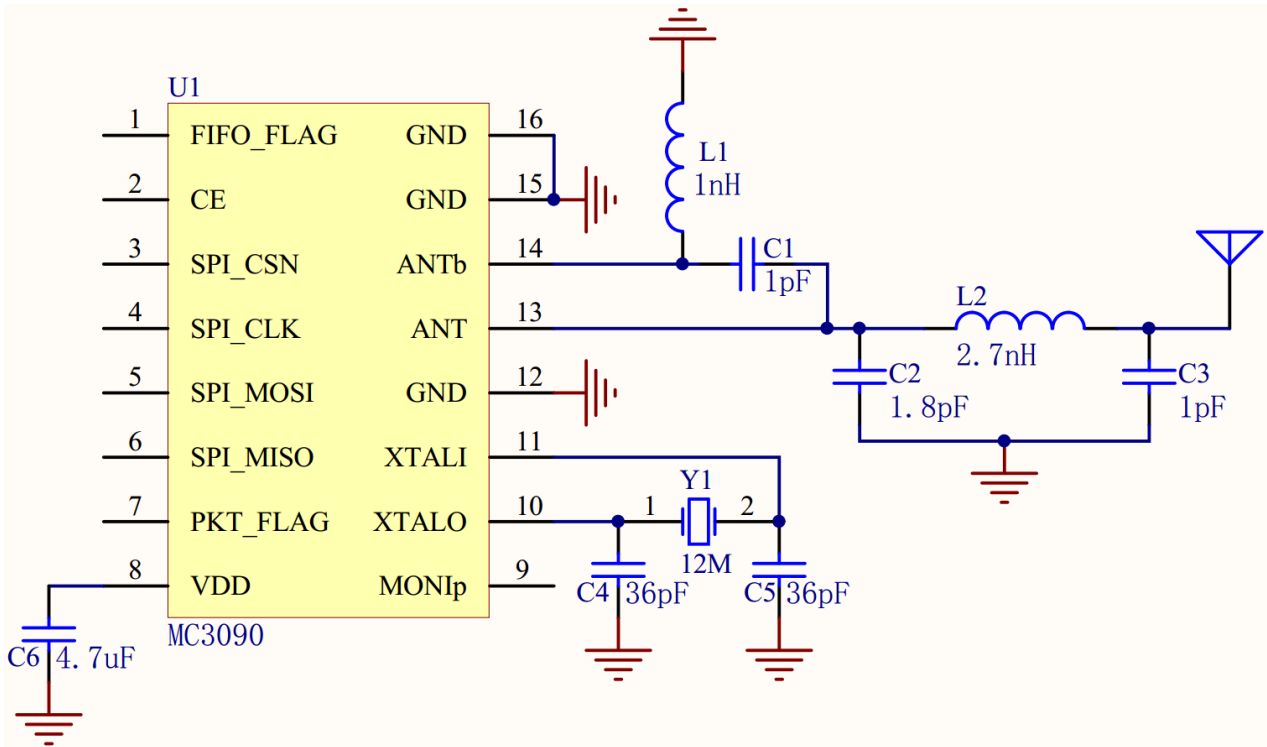 U1
1 FIFO_FLAG GND 16
2 CE GND 15
3 SPI_CSN ANTb 14
4 SPI_CLK ANT 13
5 SPI_MOSI GND 12
6 SPI_MISO XTALI 11
7 PKT_FLAG XTALO 10
8 VDD MONIp 9
MC3090
L1
1nH
C1
1pF
L2
2.7nH
C2
1.8pF
C3
1pF
Y1
1 2
12M
C4 36pF
C5 36pF
C6 4.7uF